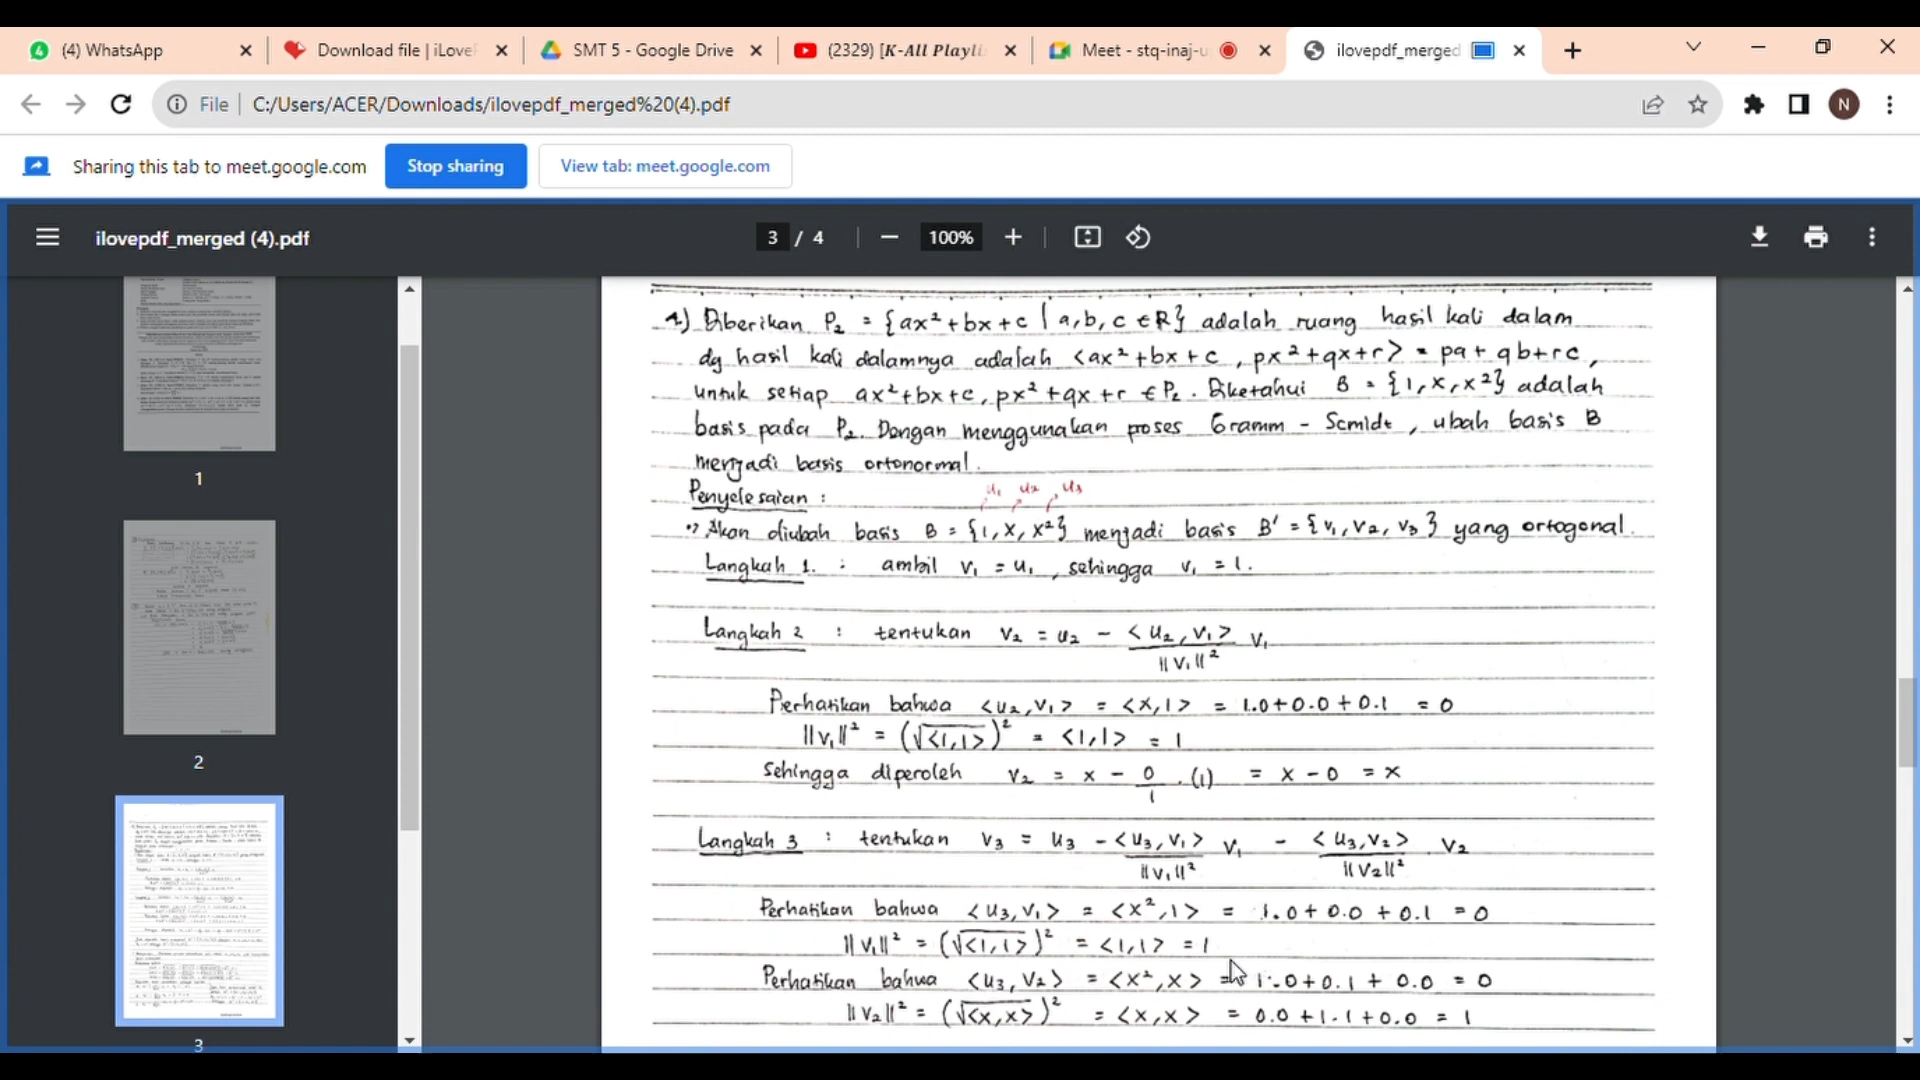 (4) WhatsApp
Download file | iLoveP
SMT 5 - Google Drive
(2329) [K-All Playli
Meet - stq-inaj-u
ilovepdf_merged
File
C:/Users/ACER/Downloads/ilovepdf_merged%20(4).pdf
N
Sharing this tab to meet.google.com
Stop sharing
View tab: meet.google.com
ilovepdf_merged (4).pdf
3 / 4
100%
1
2
3
1.) Diberikan P₂ = {ax²+bx+c | a,b,c ∈R} adalah ruang hasil kali dalam
dg hasil kali dalamnya adalah <ax²+bx+c, px²+qx+r> = pa+qb+rc,
untuk setiap ax²+bx+c, px²+qx+r ∈ P₂. Diketahui B = {1,x,x²} adalah
basis pada P₂. Dengan menggunakan poses Gramm - Scmidt, ubah basis B
menjadi basis ortonormal.
Penyelesaian :
u₁ u₂ u₃
•> Akan diubah basis B = {1,x,x²} menjadi basis B' = {v₁, v₂, v₃} yang ortogonal.
Langkah 1. : ambil v₁ = u₁, sehingga v₁ = 1.
Langkah 2 : tentukan v₂ = u₂ - <u₂,v₁>/||v₁||² v₁
Perhatikan bahwa <u₂,v₁> = <x,1> = 1.0+0.0+0.1 = 0
||v₁||² = (√<1,1>)² = <1,1> = 1
Sehingga diperoleh v₂ = x - 0/1 . (1) = x - 0 = x
Langkah 3 : tentukan v₃ = u₃ - <u₃,v₁>/||v₁||² v₁ - <u₃,v₂>/||v₂||² . v₂
Perhatikan bahwa <u₃,v₁> = <x²,1> = 1.0+0.0+0.1 = 0
||v₁||² = (√<1,1>)² = <1,1> = 1
Perhatikan bahwa <u₃,v₂> = <x²,x> = 1.0+0.1+0.0 = 0
||v₂||² = (√<x,x>)² = <x,x> = 0.0+1.1+0.0 = 1